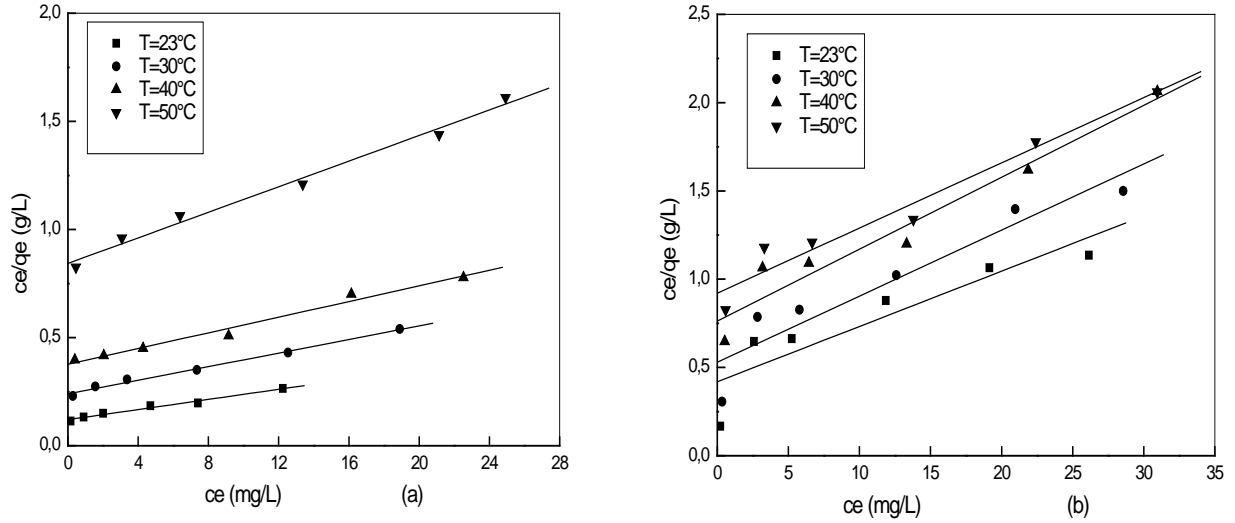 2,0
1,5
1,0
0,5
0,0
ce/qe (g/L)
T=23°C
T=30°C
T=40°C
T=50°C
0 4 8 12 16 20 24 28
ce (mg/L) (a)
2,5
2,0
1,5
1,0
0,5
0,0
ce/qe (g/L)
T=23°C
T=30°C
T=40°C
T=50°C
0 5 10 15 20 25 30 35
ce (mg/L) (b)